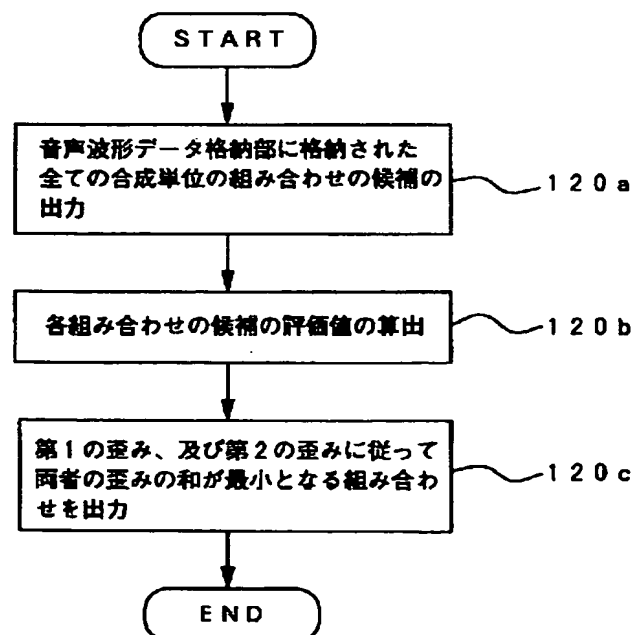 START
音声波形データ格納部に格納された
全ての合成単位の組み合わせの候補の
出力
120a
各組み合わせの候補の評価値の算出
120b
第1の歪み、及び第2の歪みに従って
両者の歪みの和が最小となる組み合わ
せを出力
120c
END